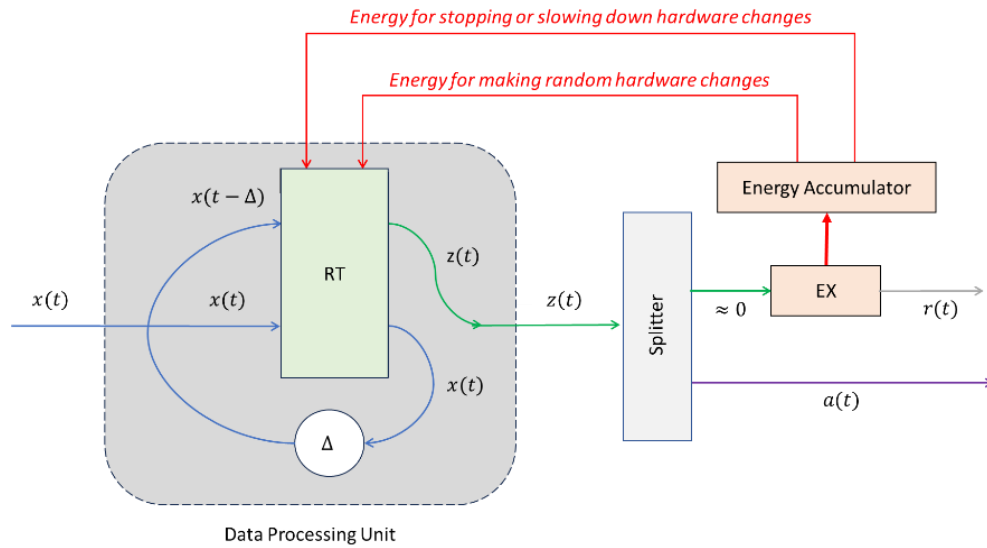 Energy for stopping or slowing down hardware changes
Energy for making random hardware changes
Energy Accumulator
x(t − Δ)
RT
z(t)
x(t)
x(t)
z(t)
Splitter
EX
≈ 0
r(t)
x(t)
a(t)
Δ
Data Processing Unit